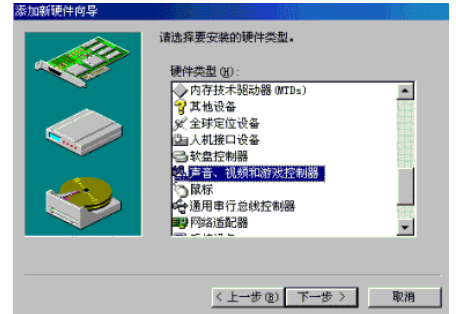 添加新硬件向导
请选择要安装的硬件类型。
硬件类型(H):
内存技术驱动器(MTDs)
其他设备
全球定位设备
人机接口设备
软盘控制器
声音、视频和游戏控制器
鼠标
通用串行总线控制器
网络适配器
< 上一步(B)
下一步 >
取消